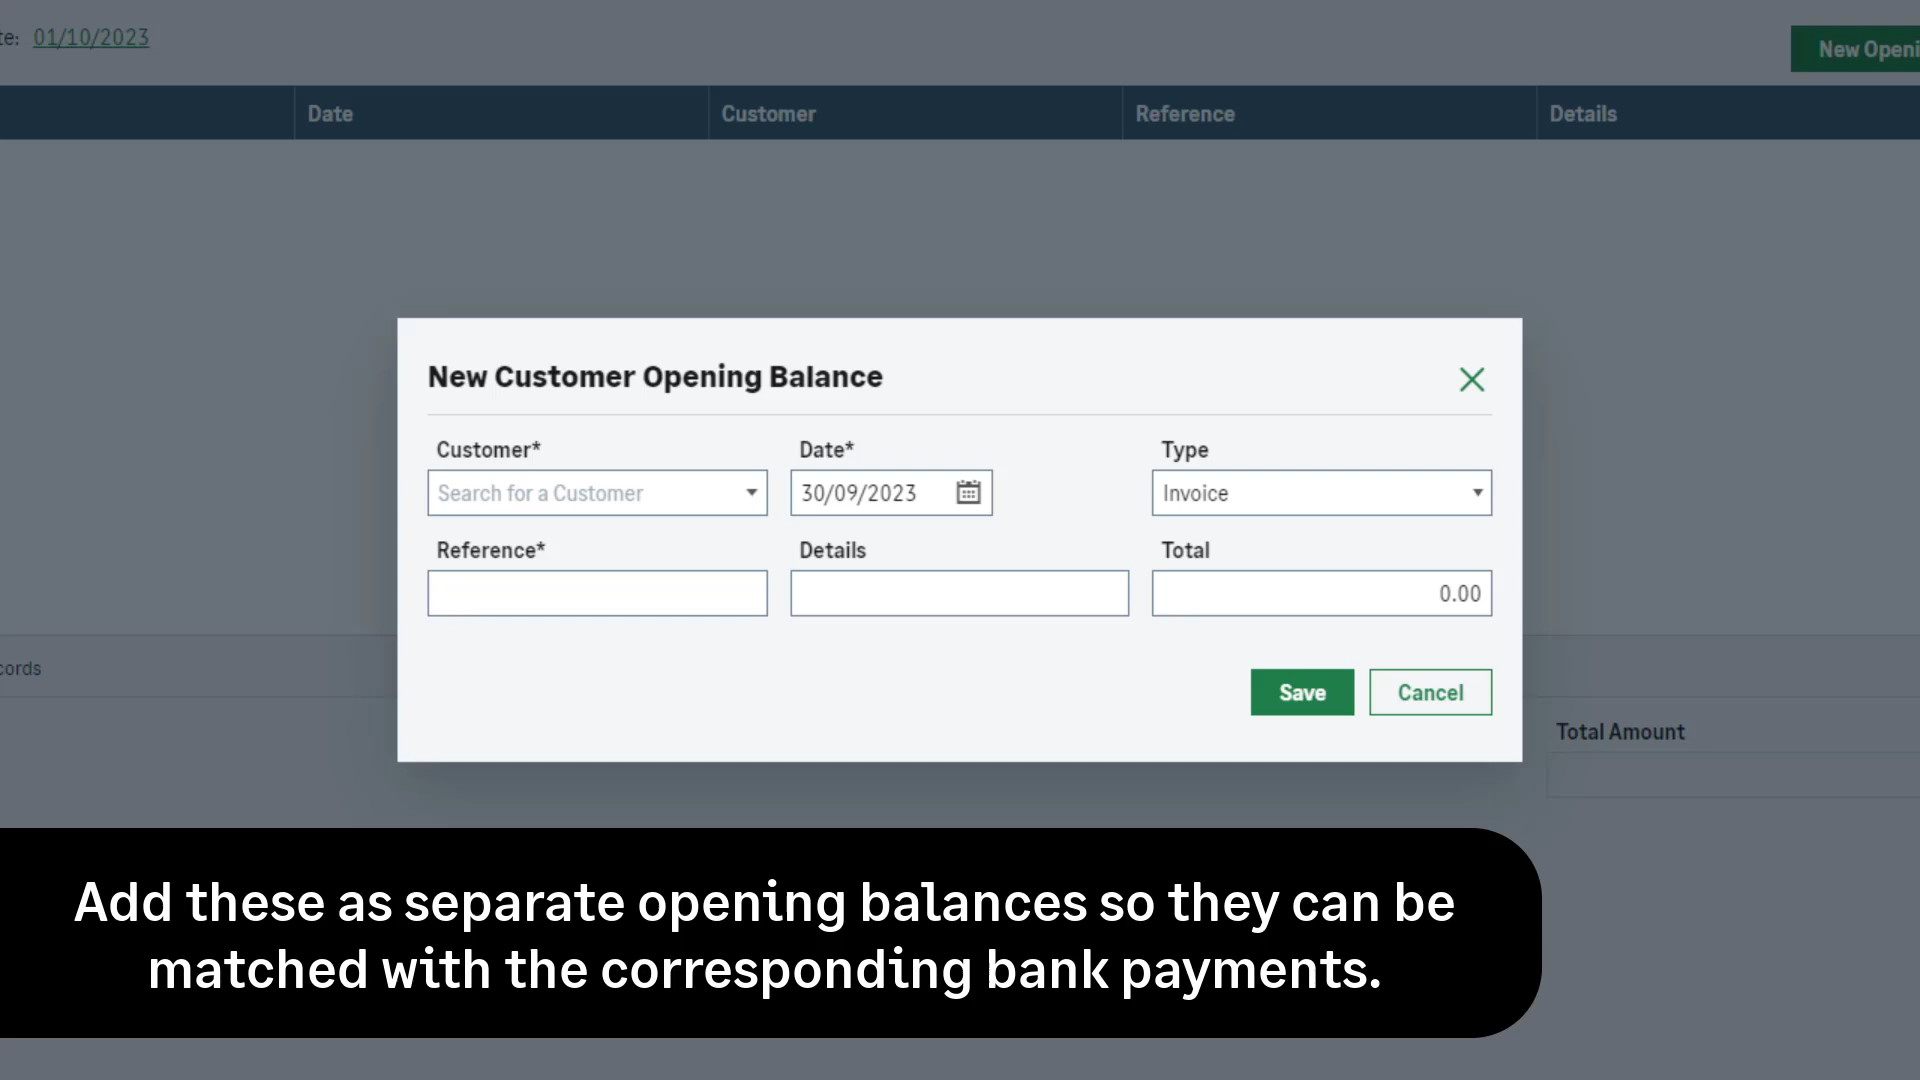 te: 01/10/2023
New Openi
Date Customer Reference Details
New Customer Opening Balance
Customer* Date* Type
Search for a Customer 30/09/2023 Invoice
Reference* Details Total
0.00
cords
Save Cancel
Total Amount
Add these as separate opening balances so they can be
matched with the corresponding bank payments.